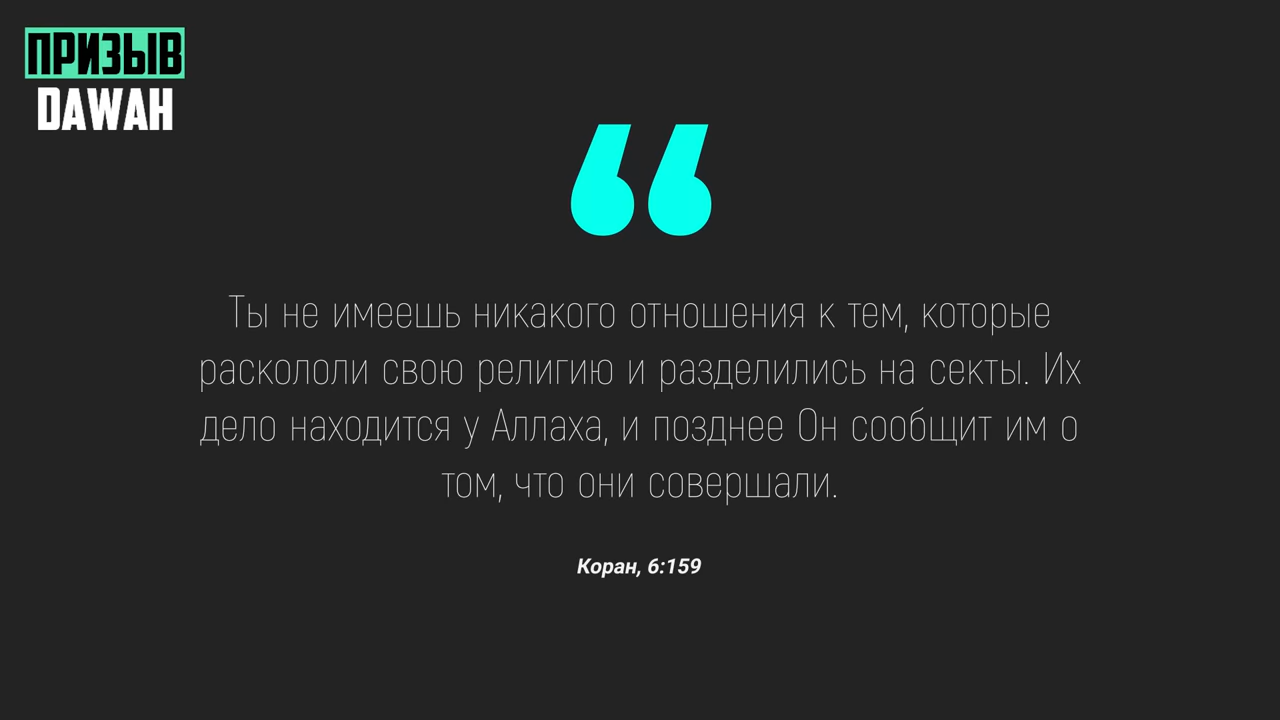 ПРИЗЫВ
DAWAH
“
Ты не имеешь никакого отношения к тем, которые
раскололи свою религию и разделились на секты. Их
дело находится у Аллаха, и позднее Он сообщит им о
том, что они совершали.
Коран, 6:159